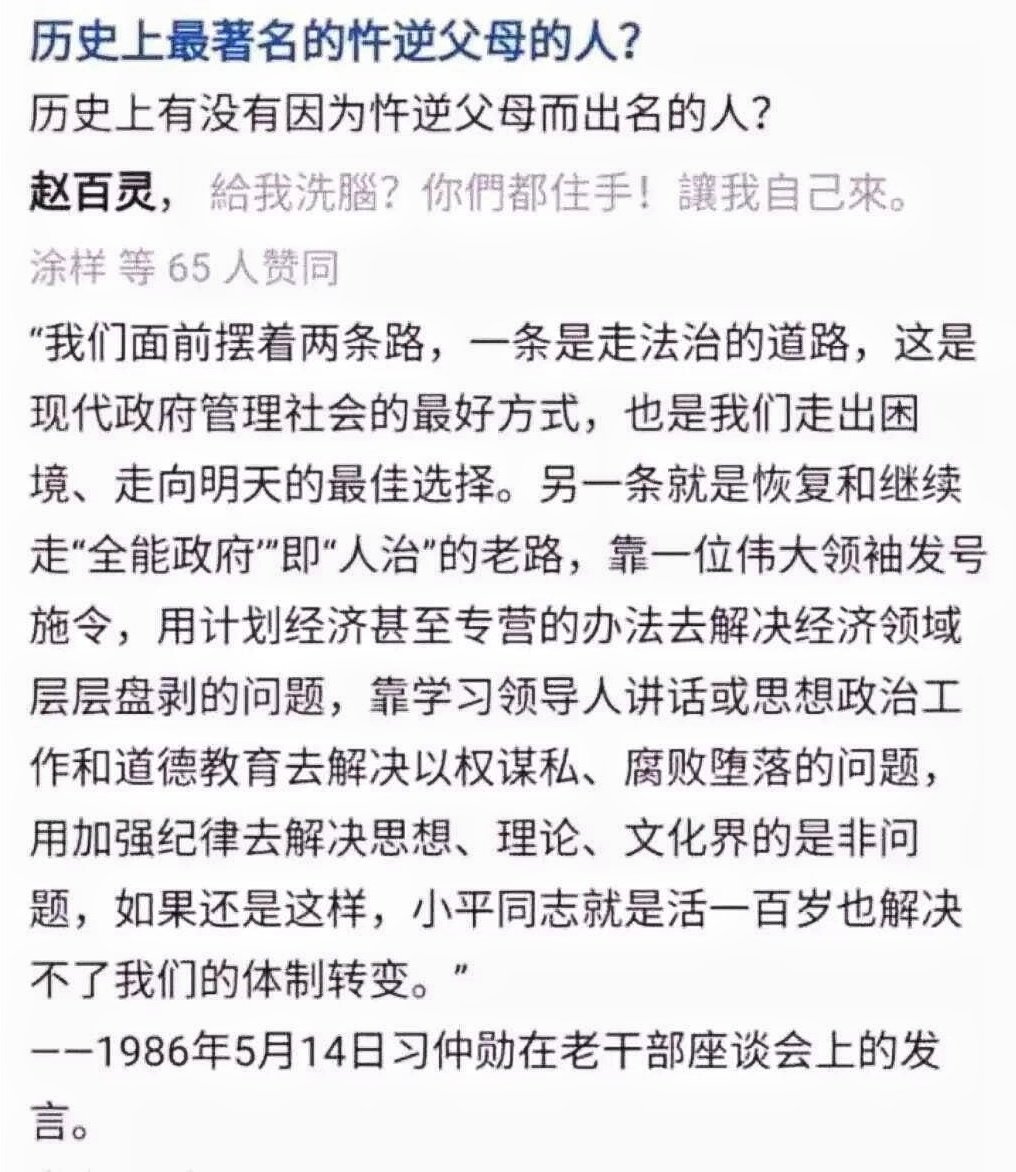 历史上最著名的忤逆父母的人？
历史上有没有因为忤逆父母而出名的人？
赵百灵， 給我洗腦？你們都住手！讓我自己來。
涂样 等 65 人赞同
“我们面前摆着两条路，一条是走法治的道路，这是
现代政府管理社会的最好方式，也是我们走出困
境、走向明天的最佳选择。另一条就是恢复和继续
走“全能政府”"即“人治”的老路，靠一位伟大领袖发号
施令，用计划经济甚至专营的办法去解决经济领域
层层盘剥的问题，靠学习领导人讲话或思想政治工
作和道德教育去解决以权谋私、腐败堕落的问题，
用加强纪律去解决思想、理论、文化界的是非问
题，如果还是这样，小平同志就是活一百岁也解决
不了我们的体制转变。”
——1986年5月14日习仲勋在老干部座谈会上的发
言。